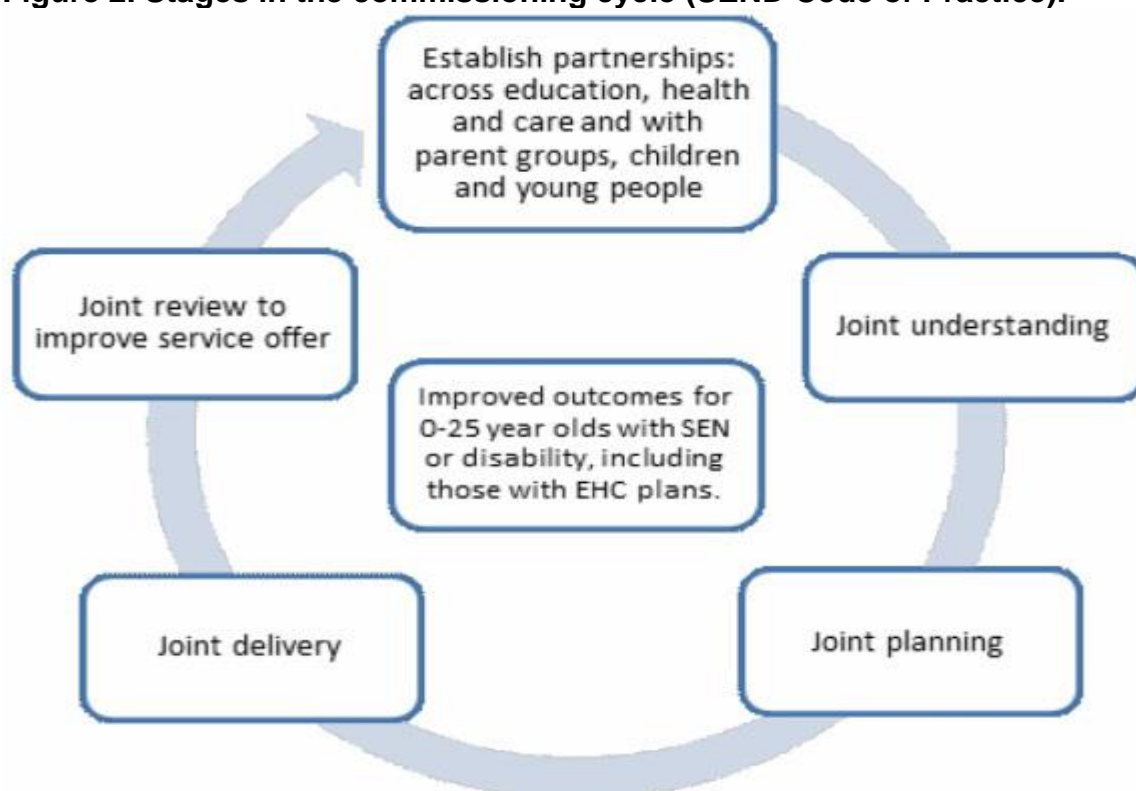 Figure 2. Stages in the commissioning cycle (SEND Code of Practice).
Establish partnerships:
across education, health
and care and with
parent groups, children
and young people
Joint review to
improve service offer
Joint understanding
Improved outcomes for
0-25 year olds with SEN
or disability, including
those with EHC plans.
Joint delivery
Joint planning